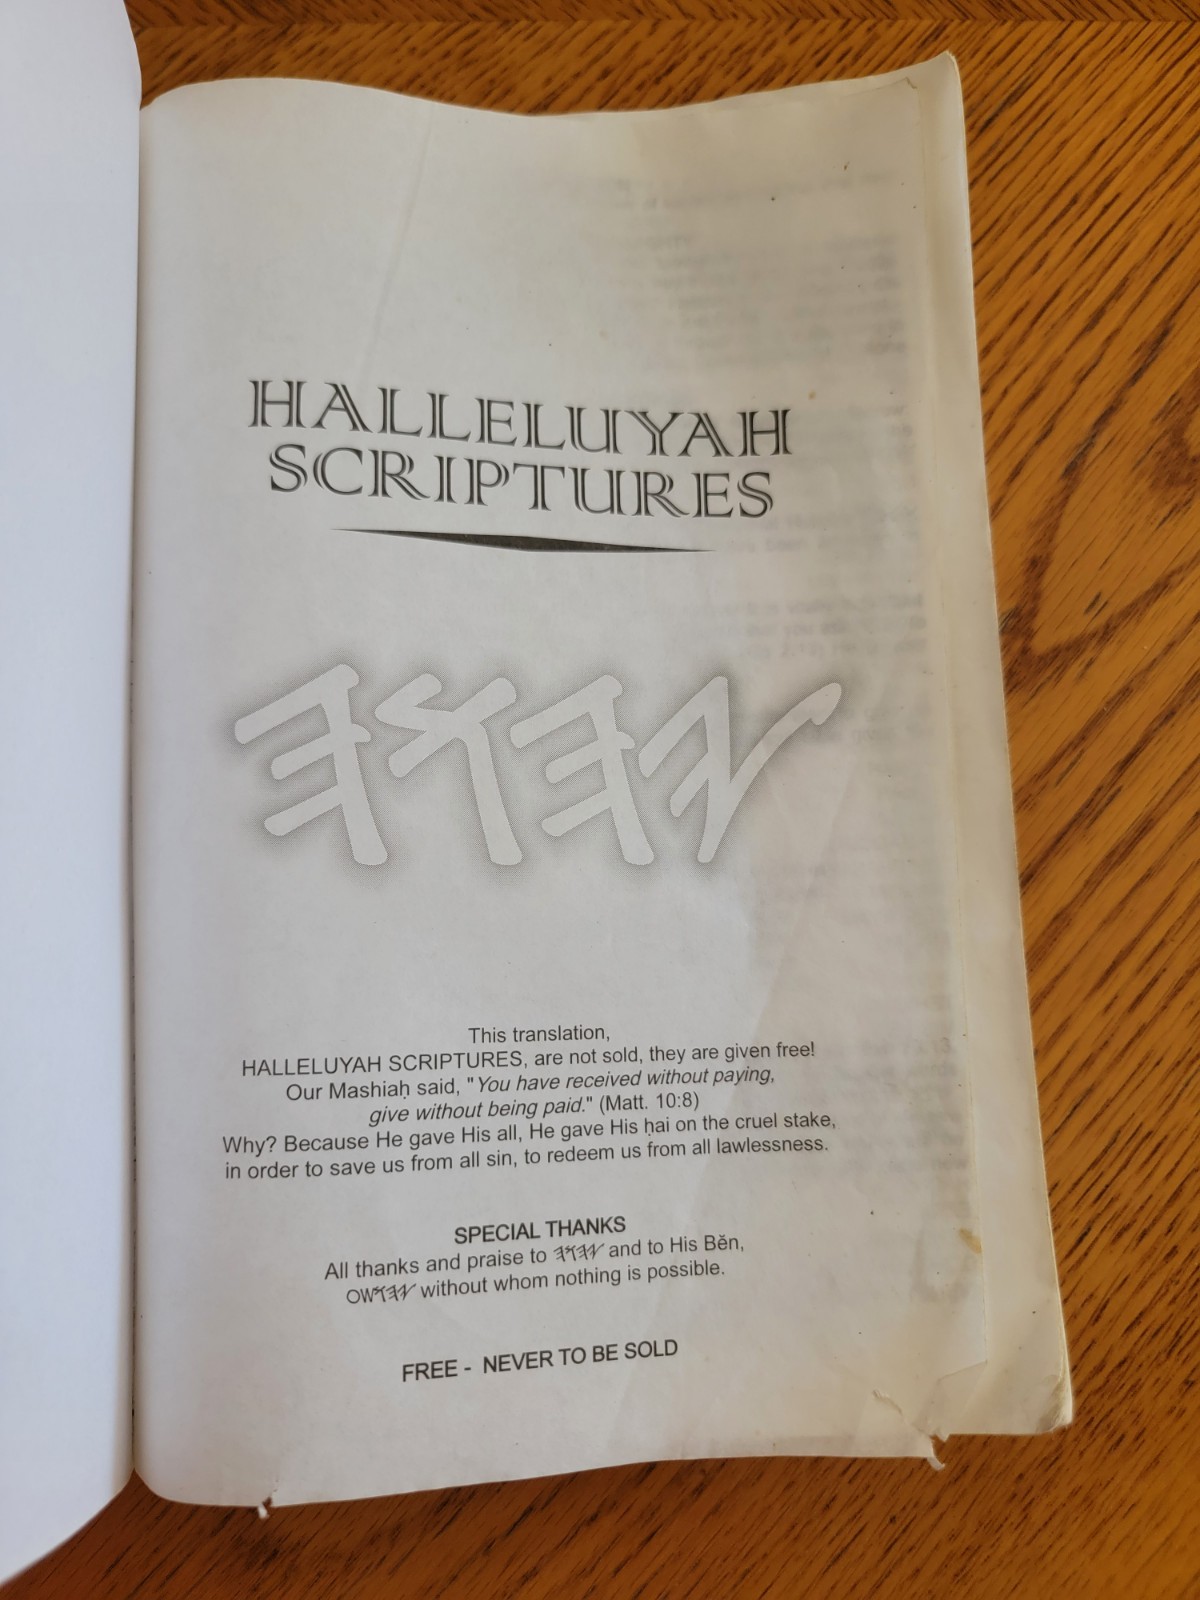 HALLELUYAH
SCRIPTURES
𐤉𐤄𐤅𐤄
This translation,
HALLELUYAH SCRIPTURES, are not sold, they are given free!
Our Mashiaḥ said, "You have received without paying,
give without being paid." (Matt. 10:8)
Why? Because He gave His all, He gave His ḥai on the cruel stake,
in order to save us from all sin, to redeem us from all lawlessness.
SPECIAL THANKS
All thanks and praise to 𐤉𐤄𐤅𐤄 and to His Bĕn,
𐤉𐤄𐤅𐤔𐤏 without whom nothing is possible.
FREE - NEVER TO BE SOLD